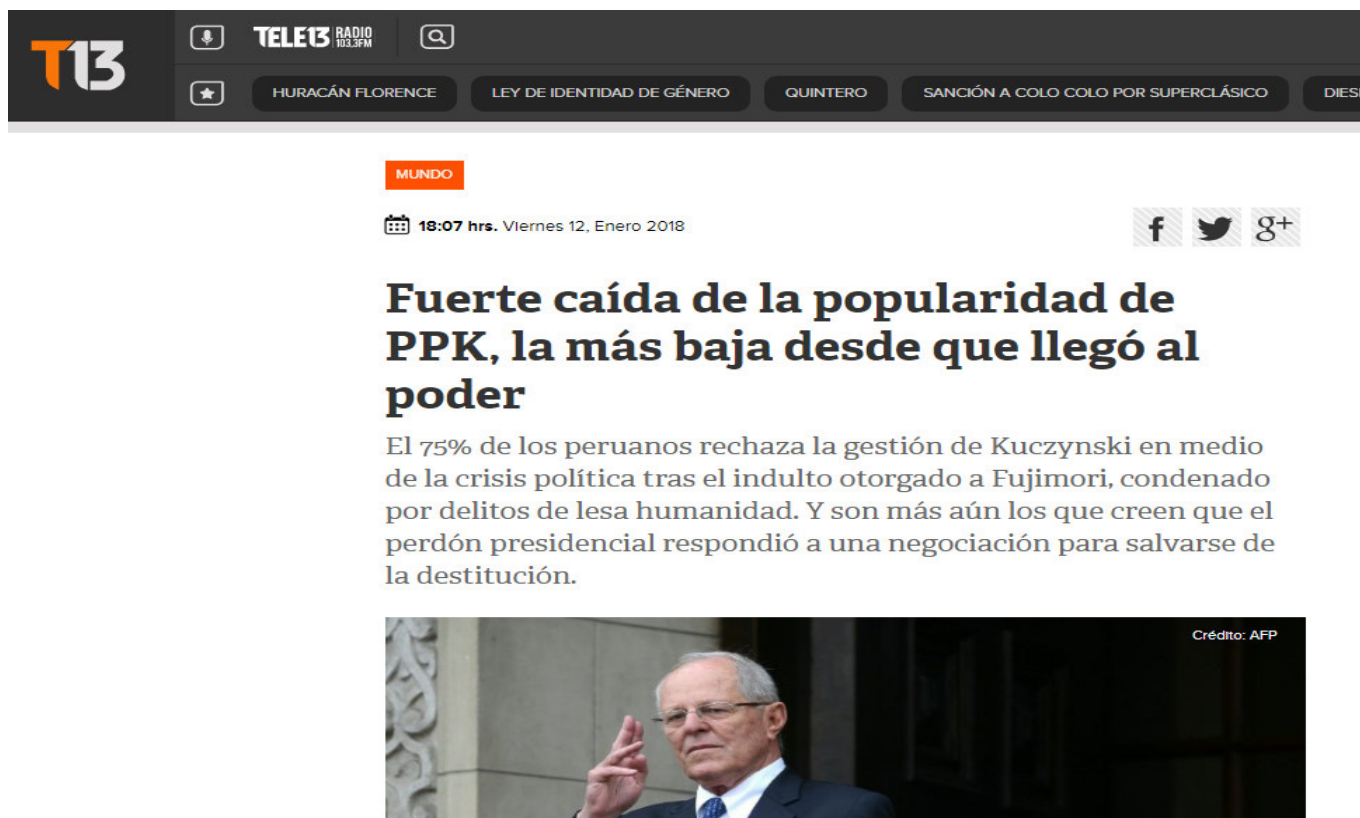 T13
TELE13 RADIO 103.3FM
HURACÁN FLORENCE
LEY DE IDENTIDAD DE GÉNERO
QUINTERO
SANCIÓN A COLO COLO POR SUPERCLÁSICO
DIES
MUNDO
18:07 hrs. Viernes 12, Enero 2018
f g+
Fuerte caída de la popularidad de
PPK, la más baja desde que llegó al
poder
El 75% de los peruanos rechaza la gestión de Kuczynski en medio
de la crisis política tras el indulto otorgado a Fujimori, condenado
por delitos de lesa humanidad. Y son más aún los que creen que el
perdón presidencial respondió a una negociación para salvarse de
la destitución.
Crédito: AFP